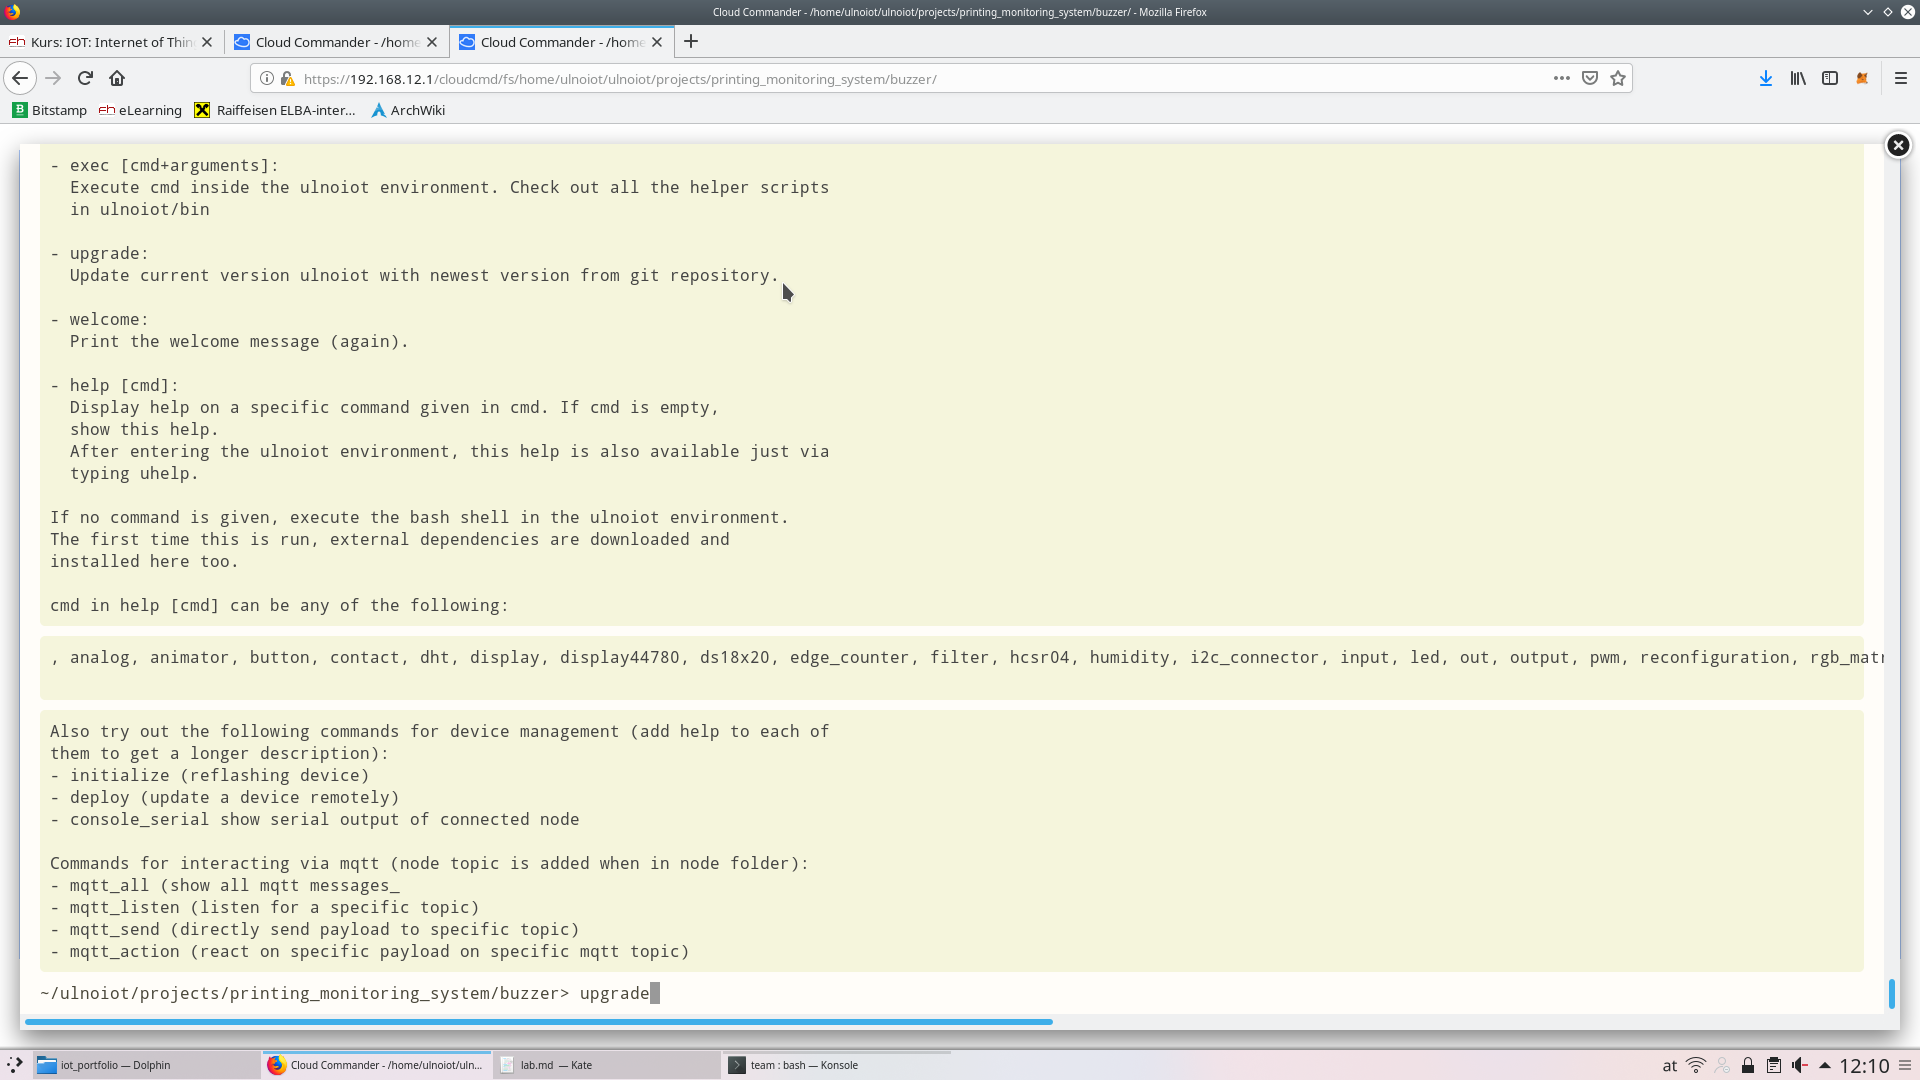 Cloud Commander - /home/ulnoiot/ulnoiot/projects/printing_monitoring_system/buzzer/ - Mozilla Firefox
Kurs: IOT: Internet of Thin
Cloud Commander - /home
Cloud Commander - /home
https://192.168.12.1/cloudcmd/fs/home/ulnoiot/ulnoiot/projects/printing_monitoring_system/buzzer/
Bitstamp
eLearning
Raiffeisen ELBA-inter...
ArchWiki
- exec [cmd+arguments]:
Execute cmd inside the ulnoiot environment. Check out all the helper scripts
in ulnoiot/bin
- upgrade:
Update current version ulnoiot with newest version from git repository.
- welcome:
Print the welcome message (again).
- help [cmd]:
Display help on a specific command given in cmd. If cmd is empty,
show this help.
After entering the ulnoiot environment, this help is also available just via
typing uhelp.
If no command is given, execute the bash shell in the ulnoiot environment.
The first time this is run, external dependencies are downloaded and
installed here too.
cmd in help [cmd] can be any of the following:
, analog, animator, button, contact, dht, display, display44780, ds18x20, edge_counter, filter, hcsr04, humidity, i2c_connector, input, led, out, output, pwm, reconfiguration, rgb_matr
Also try out the following commands for device management (add help to each of
them to get a longer description):
- initialize (reflashing device)
- deploy (update a device remotely)
- console_serial show serial output of connected node
Commands for interacting via mqtt (node topic is added when in node folder):
- mqtt_all (show all mqtt messages_
- mqtt_listen (listen for a specific topic)
- mqtt_send (directly send payload to specific topic)
- mqtt_action (react on specific payload on specific mqtt topic)
~/ulnoiot/projects/printing_monitoring_system/buzzer> upgrade
iot_portfolio — Dolphin
Cloud Commander - /home/ulnoiot/uln...
lab.md — Kate
team : bash — Konsole
at
12:10